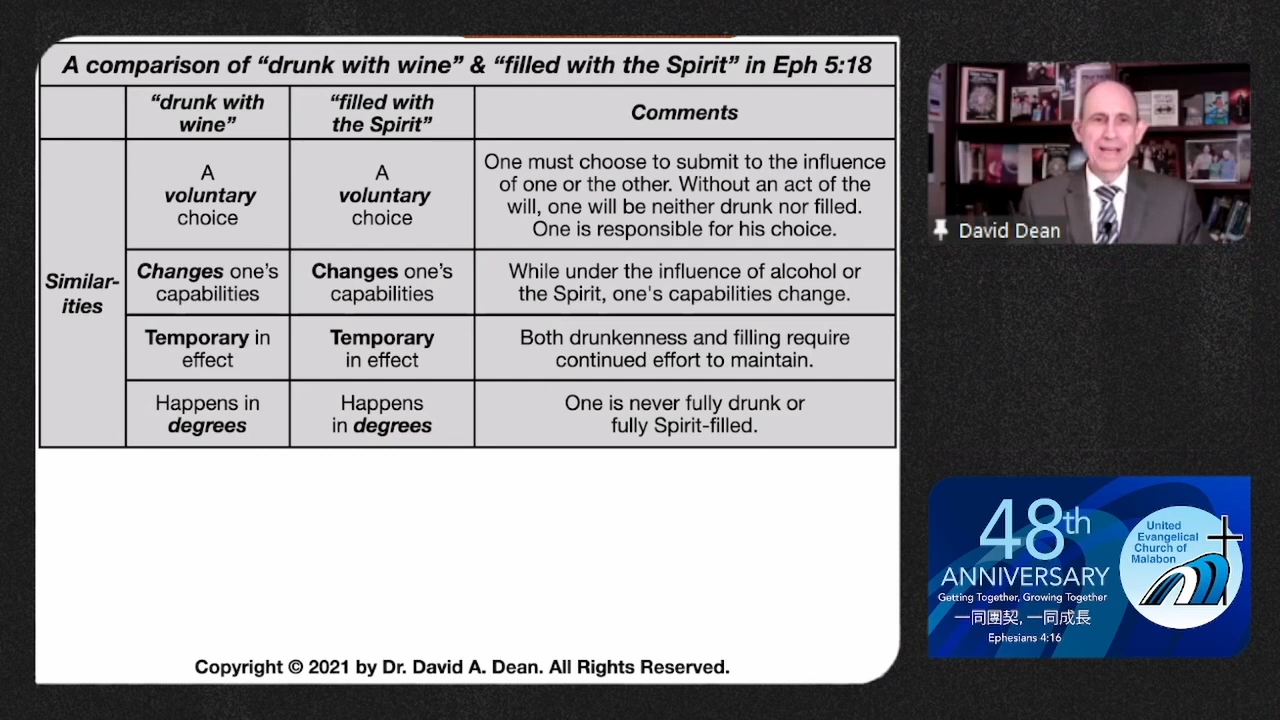 A comparison of “drunk with wine” & “filled with the Spirit” in Eph 5:18
“drunk with
wine”
“filled with
the Spirit”
Comments
Similar-
ities
A
voluntary
choice
A
voluntary
choice
One must choose to submit to the influence
of one or the other. Without an act of the
will, one will be neither drunk nor filled.
One is responsible for his choice.
Changes one’s
capabilities
Changes one’s
capabilities
While under the influence of alcohol or
the Spirit, one's capabilities change.
Temporary in
effect
Temporary
in effect
Both drunkenness and filling require
continued effort to maintain.
Happens in
degrees
Happens
in degrees
One is never fully drunk or
fully Spirit-filled.
Copyright © 2021 by Dr. David A. Dean. All Rights Reserved.
David Dean
48th
ANNIVERSARY
Getting Together, Growing Together
一同團契, 一同成長
Ephesians 4:16
United
Evangelical
Church of
Malabon